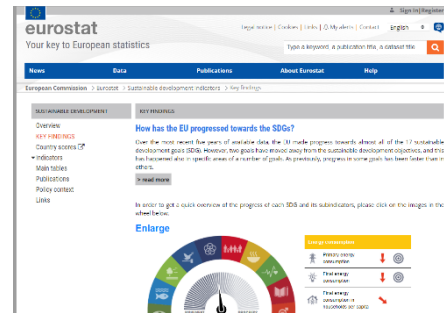 Sign In|Register
eurostat
Legal notice | Cookies | Links | My alerts | Contact English
Your key to European statistics
Type a keyword, a publication title, a dataset title
News Data Publications About Eurostat Help
European Commission > Eurostat > Sustainable development indicators > Key findings
SUSTAINABLE DEVELOPMENT
Overview
KEY FINDINGS
Country scores
Indicators
Main tables
Publications
Policy context
Links
KEY FINDINGS
How has the EU progressed towards the SDGs?
Over the most recent five years of available data, the EU made progress towards almost all of the 17 sustainable
development goals (SDG). However, two goals have moved away from the sustainable development objectives, and this
has happened also in specific areas of a number of goals. As previously, progress in some goals has been faster than in
others.
> read more
In order to get a quick overview of the progress of each SDG and its subindicators, please click on the images in the
wheel below.
Enlarge
Energy consumption
Primary energy
consumption
Final energy
consumption
Final energy
consumption in
households per capita